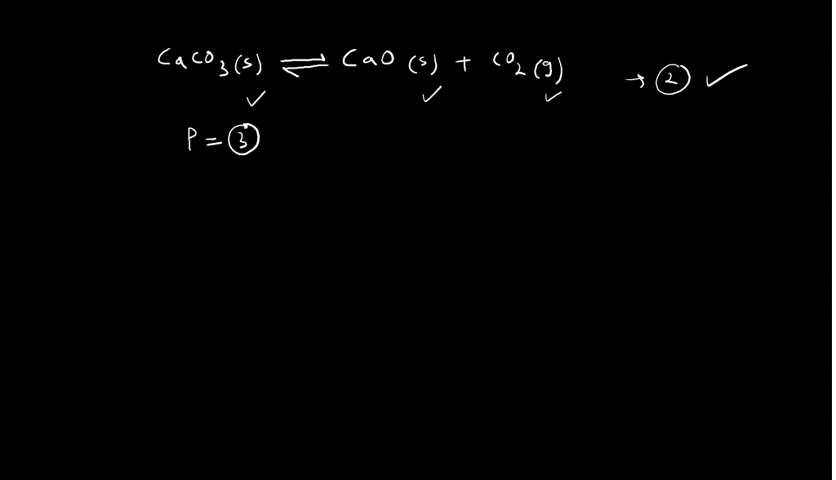 CaCO3(s) ⇌ CaO(s) + CO2(g) → ② ✓
✓ ✓ ✓
P = ③